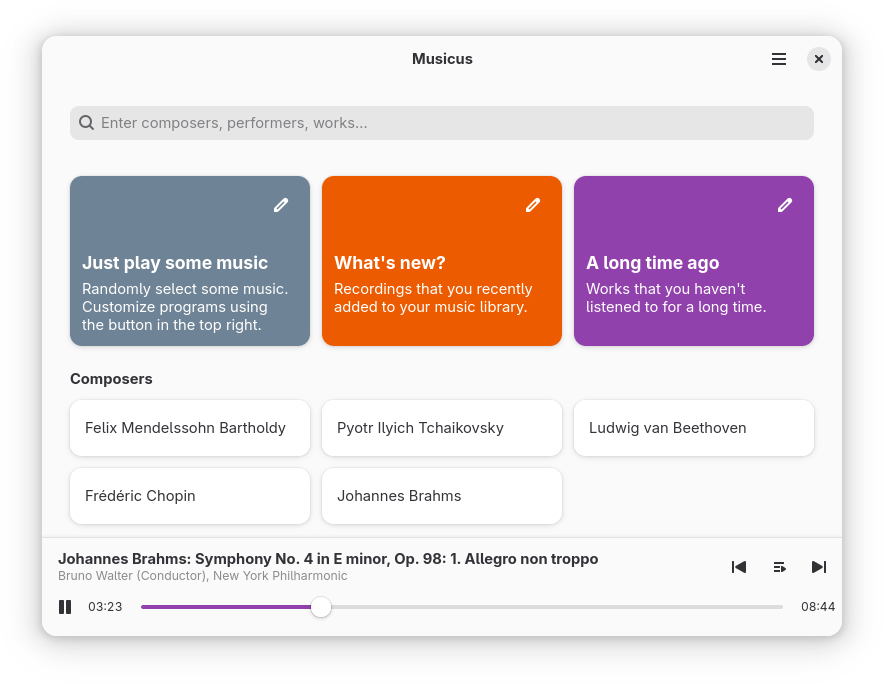 Musicus
Enter composers, performers, works...
Just play some music
Randomly select some music.
Customize programs using
the button in the top right.
What's new?
Recordings that you recently
added to your music library.
A long time ago
Works that you haven't
listened to for a long time.
Composers
Felix Mendelssohn Bartholdy
Pyotr Ilyich Tchaikovsky
Ludwig van Beethoven
Frédéric Chopin
Johannes Brahms
Johannes Brahms: Symphony No. 4 in E minor, Op. 98: 1. Allegro non troppo
Bruno Walter (Conductor), New York Philharmonic
03:23
08:44